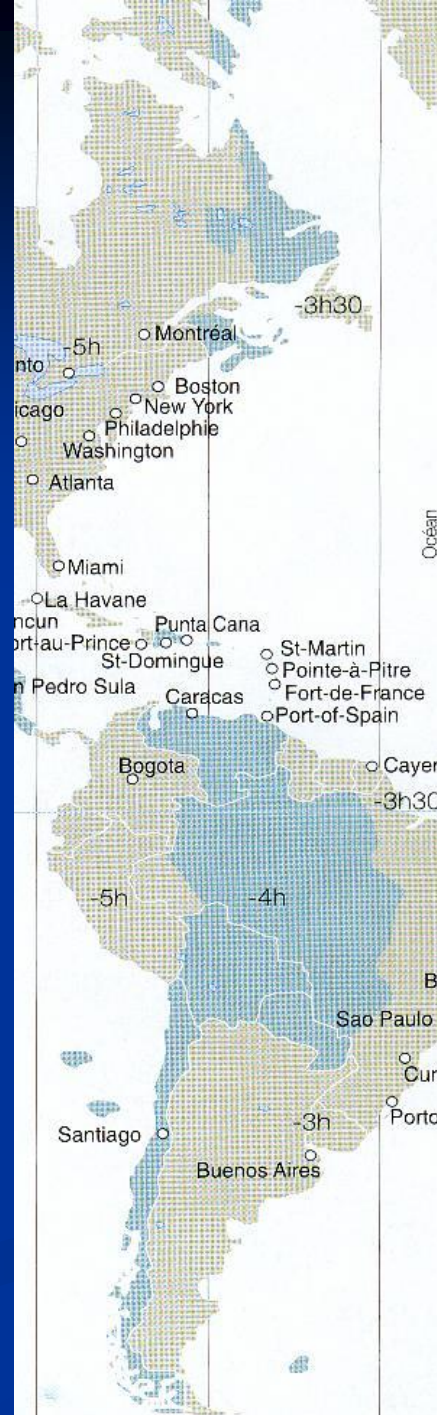 -3h30
Montréal
-5h
nto
Boston
icago
New York
Philadelphie
Washington
Atlanta
Océan
Miami
La Havane
ncun
Punta Cana
ort-au-Prince
St-Martin
St-Domingue
Pointe-à-Pitre
n Pedro Sula
Fort-de-France
Caracas
Port-of-Spain
Bogota
Cayer
-3h30
-5h
-4h
B
Sao Paulo
Cur
Porto
-3h
Santiago
Buenos Aires